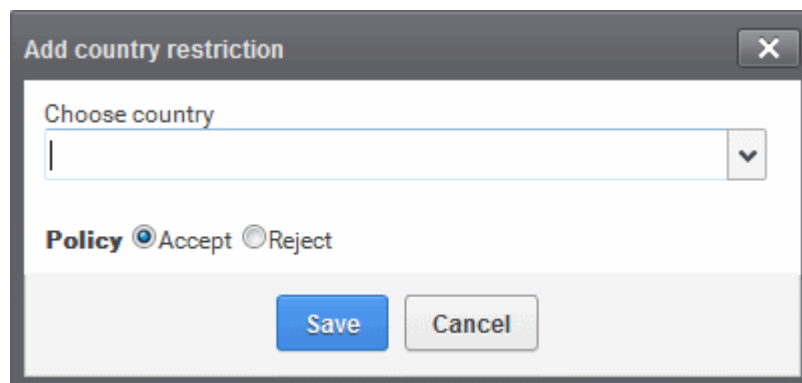 Add country restriction
Choose country
Policy Accept Reject
Save Cancel